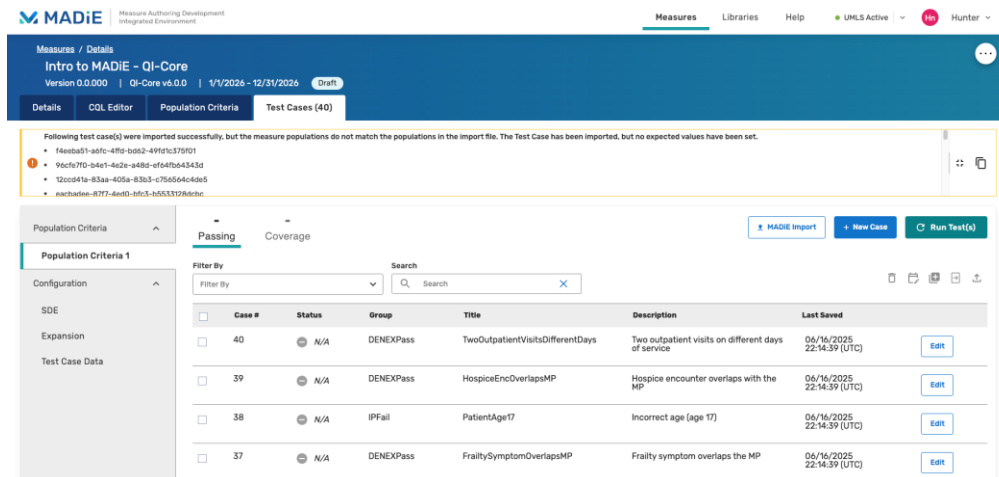 MADiE
Measure Authoring Development
Integrated Environment
Measures
Libraries
Help
UMLS Active
Hn
Hunter
Measures / Details
Intro to MADiE - QI-Core
Version 0.0.000 | QI-Core v6.0.0 | 1/1/2026 - 12/31/2026 Draft
Details
CQL Editor
Population Criteria
Test Cases (40)
Following test case(s) were imported successfully, but the measure populations do not match the populations in the import file. The Test Case has been imported, but no expected values have been set.
f4eeba51-a6fc-4ffd-bd62-49fd1c375f01
96cfe7f0-b4e1-4e2e-a48d-ef64fb64343d
12ccd41a-83aa-405a-83b3-c756564c4de5
eacbadee-87f7-4ed0-bfc3-b5533128dcbc
Population Criteria
Population Criteria 1
Configuration
SDE
Expansion
Test Case Data
- Passing
- Coverage
MADiE Import
+ New Case
Run Test(s)
Filter By
Filter By
Search
Search
Case # Status Group Title Description Last Saved
40 N/A DENEXPass TwoOutpatientVisitsDifferentDays Two outpatient visits on different days of service 06/16/2025 22:14:39 (UTC) Edit
39 N/A DENEXPass HospiceEncOverlapsMP Hospice encounter overlaps with the MP 06/16/2025 22:14:39 (UTC) Edit
38 N/A IPFail PatientAge17 Incorrect age (age 17) 06/16/2025 22:14:39 (UTC) Edit
37 N/A DENEXPass FrailtySymptomOverlapsMP Frailty symptom overlaps the MP 06/16/2025 22:14:39 (UTC) Edit